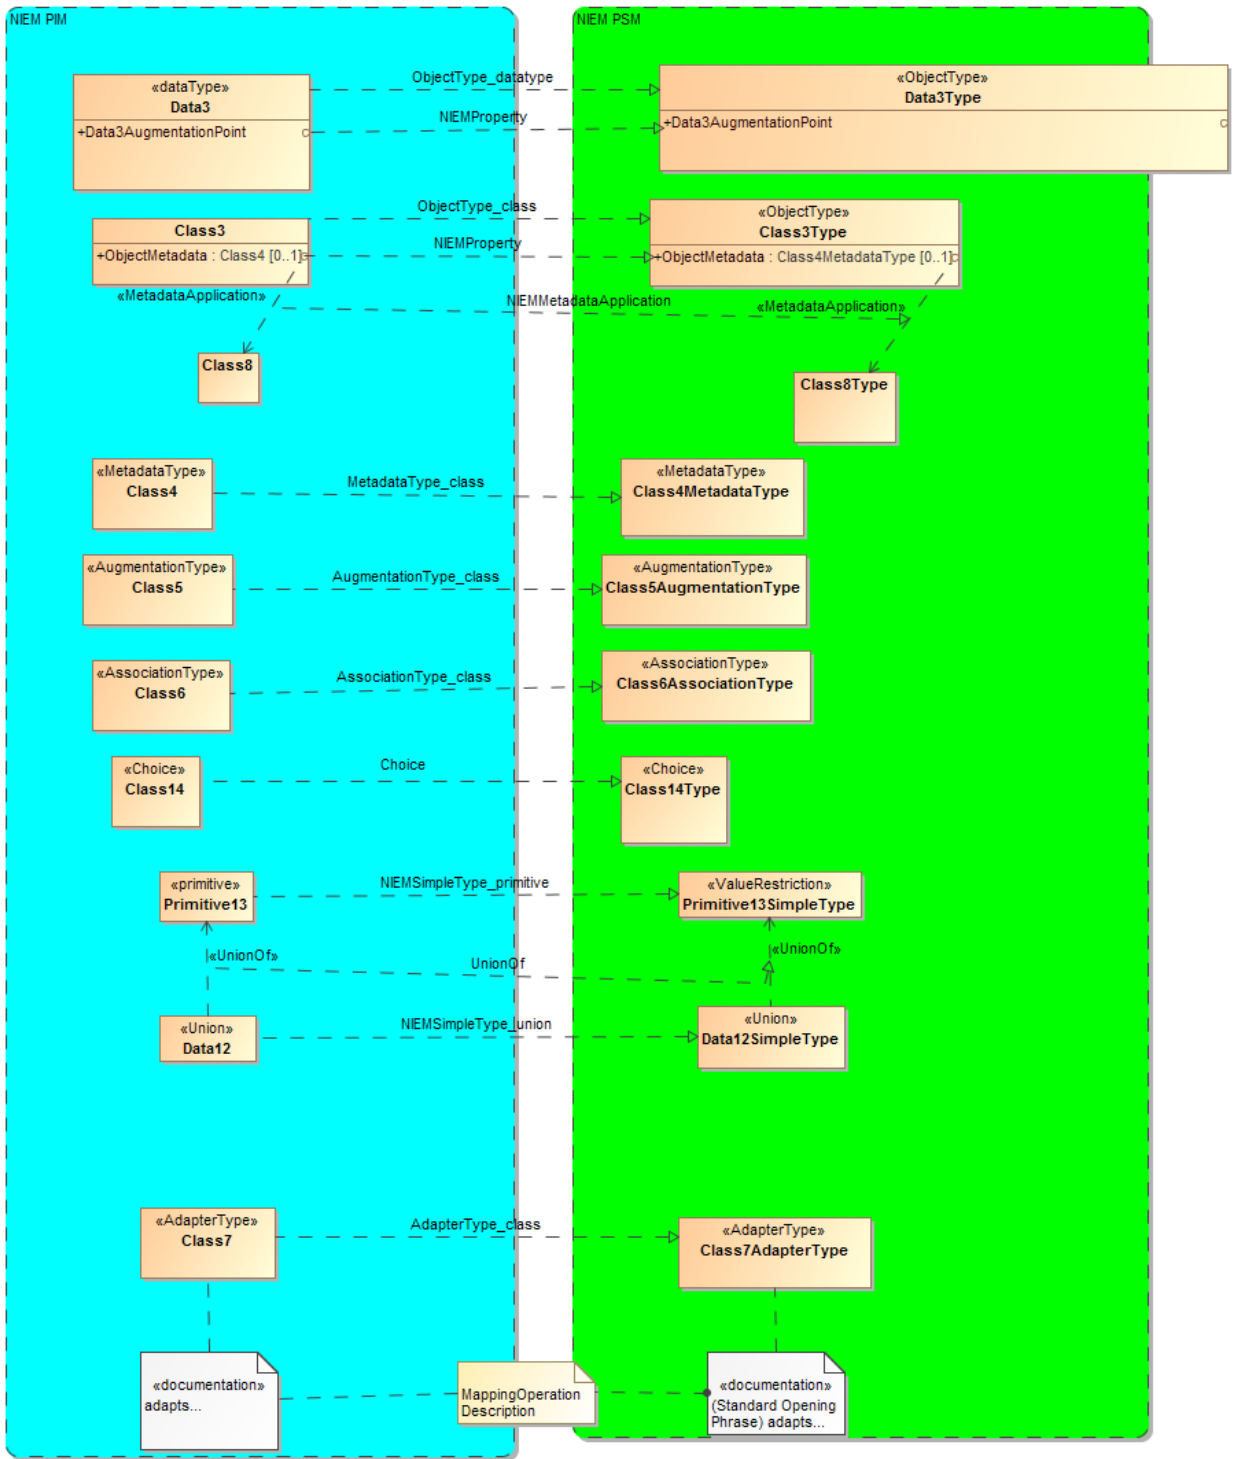 NIEM PIM
NIEM PSM
«dataType»
Data3
+Data3AugmentationPoint
ObjectType_datatype
NIEMProperty
«ObjectType»
Data3Type
+Data3AugmentationPoint
Class3
+ObjectMetadata : Class4 [0..1]
ObjectType_class
NIEMProperty
«ObjectType»
Class3Type
+ObjectMetadata : Class4MetadataType [0..1]
«MetadataApplication»
NIEMMetadataApplication
«MetadataApplication»
Class8
Class8Type
«MetadataType»
Class4
MetadataType_class
«MetadataType»
Class4MetadataType
«AugmentationType»
Class5
AugmentationType_class
«AugmentationType»
Class5AugmentationType
«AssociationType»
Class6
AssociationType_class
«AssociationType»
Class6AssociationType
«Choice»
Class14
Choice
«Choice»
Class14Type
«primitive»
Primitive13
NIEMSimpleType_primitive
«ValueRestriction»
Primitive13SimpleType
«UnionOf»
UnionOf
«UnionOf»
«Union»
Data12
NIEMSimpleType_union
«Union»
Data12SimpleType
«AdapterType»
Class7
AdapterType_class
«AdapterType»
Class7AdapterType
«documentation»
adapts...
MappingOperation
Description
«documentation»
(Standard Opening
Phrase) adapts...